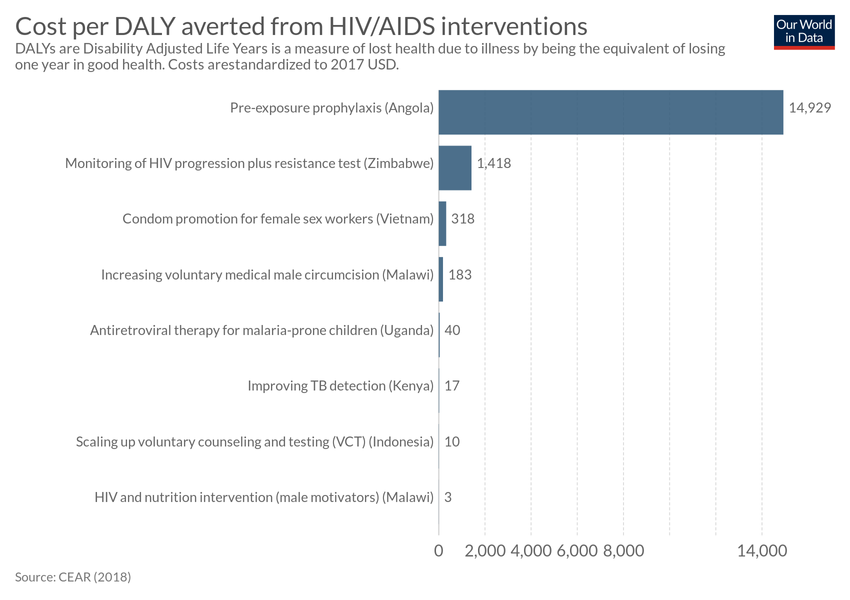 Cost per DALY averted from HIV/AIDS interventions
Our World
in Data
DALYs are Disability Adjusted Life Years is a measure of lost health due to illness by being the equivalent of losing
one year in good health. Costs arestandardized to 2017 USD.
Pre-exposure prophylaxis (Angola) 14,929
Monitoring of HIV progression plus resistance test (Zimbabwe) 1,418
Condom promotion for female sex workers (Vietnam) 318
Increasing voluntary medical male circumcision (Malawi) 183
Antiretroviral therapy for malaria-prone children (Uganda) 40
Improving TB detection (Kenya) 17
Scaling up voluntary counseling and testing (VCT) (Indonesia) 10
HIV and nutrition intervention (male motivators) (Malawi) 3
0 2,000 4,000 6,000 8,000 14,000
Source: CEAR (2018)